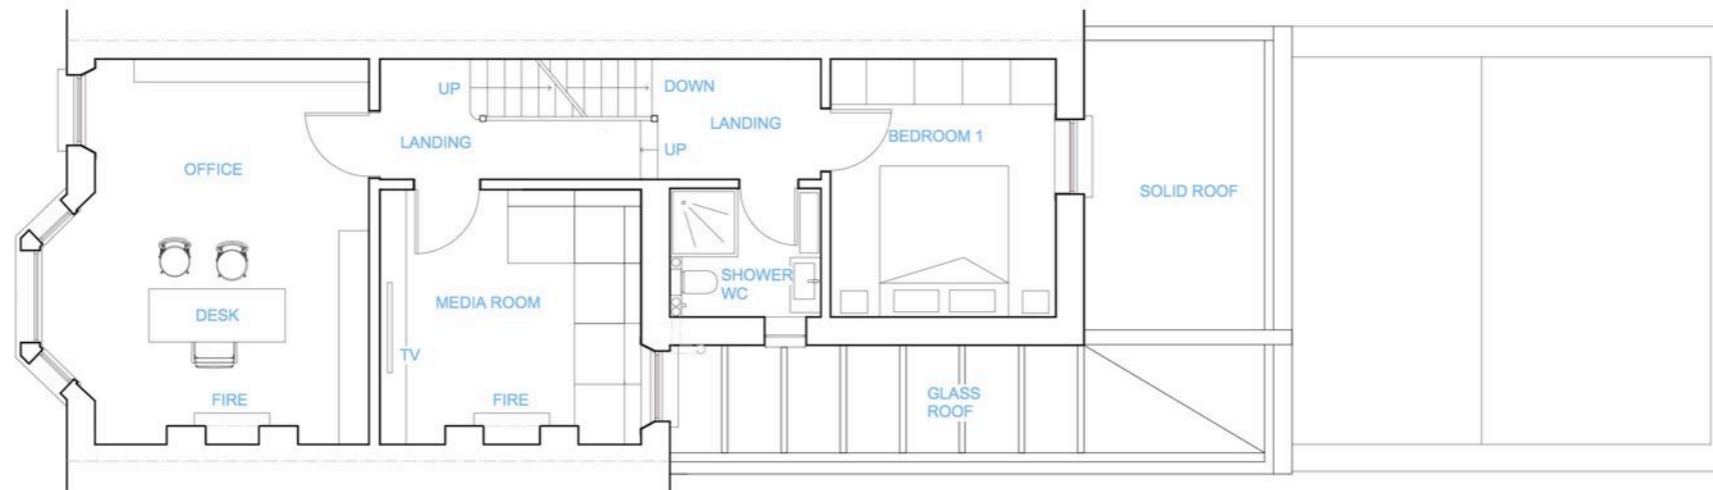 UP
DOWN
LANDING
LANDING
UP
BEDROOM 1
OFFICE
SOLID ROOF
SHOWER
WC
MEDIA ROOM
DESK
TV
FIRE
FIRE
GLASS
ROOF